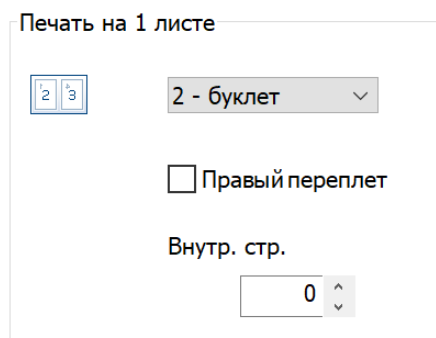 Печать на 1 листе
2 3
2 - буклет
Правый переплет
Внутр. стр.
0